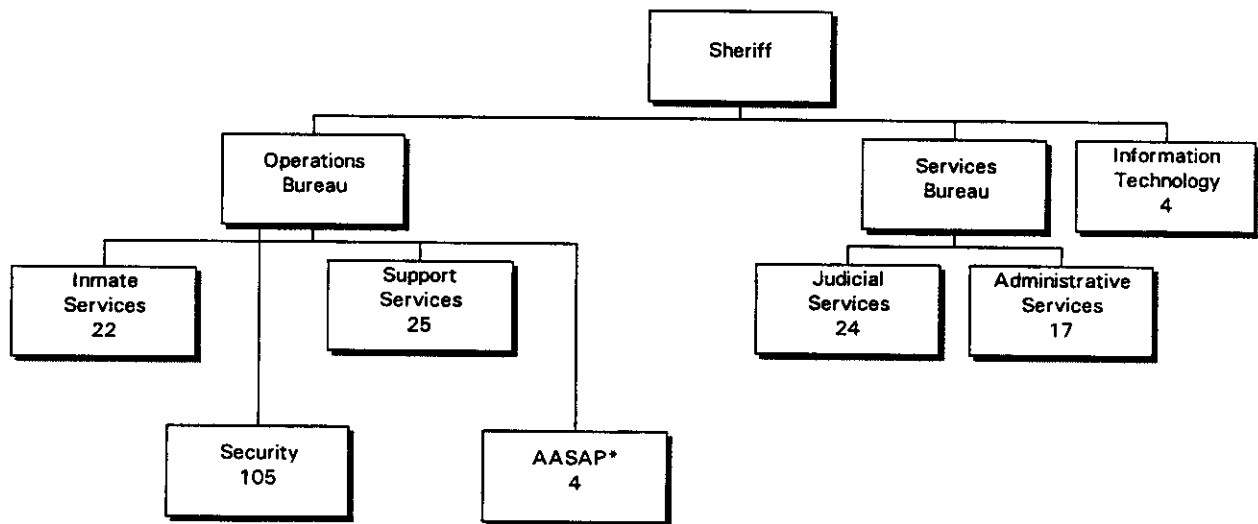 Sheriff
Operations
Bureau
Services
Bureau
Information
Technology
4
Inmate
Services
22
Support
Services
25
Judicial
Services
24
Administrative
Services
17
Security
105
AASAP*
4